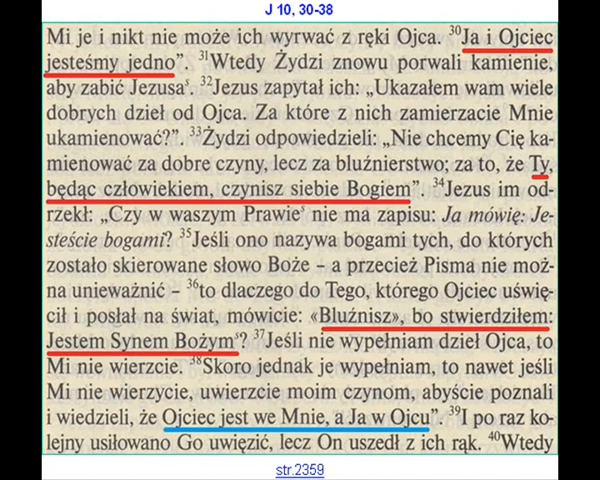 J 10, 30-38
Mi je i nikt nie może ich wyrwać z ręki Ojca. ³⁰Ja i Ojciec
jesteśmy jedno”. ³¹Wtedy Żydzi znowu porwali kamienie,
aby zabić Jezusaˢ. ³²Jezus zapytał ich: „Ukazałem wam wiele
dobrych dzieł od Ojca. Za które z nich zamierzacie Mnie
ukamienować?”. ³³Żydzi odpowiedzieli: „Nie chcemy Cię ka-
mienować za dobre czyny, lecz za bluźnierstwo; za to, że Ty,
będąc człowiekiem, czynisz siebie Bogiem”. ³⁴Jezus im od-
rzekł: „Czy w waszym Prawieˢ nie ma zapisu: Ja mówię: Je-
steście bogami? ³⁵Jeśli ono nazywa bogami tych, do których
zostało skierowane słowo Boże – a przecież Pisma nie moż-
na unieważnić – ³⁶to dlaczego do Tego, którego Ojciec uświę-
cił i posłał na świat, mówicie: «Bluźnisz», bo stwierdziłem:
Jestem Synem Bożymˢ? ³⁷Jeśli nie wypełniam dzieł Ojca, to
Mi nie wierzcie. ³⁸Skoro jednak je wypełniam, to nawet jeśli
Mi nie wierzycie, uwierzcie moim czynom, abyście poznali
i wiedzieli, że Ojciec jest we Mnie, a Ja w Ojcu”. ³⁹I po raz ko-
lejny usiłowano Go uwięzić, lecz On uszedł z ich rąk. ⁴⁰Wtedy
str.2359